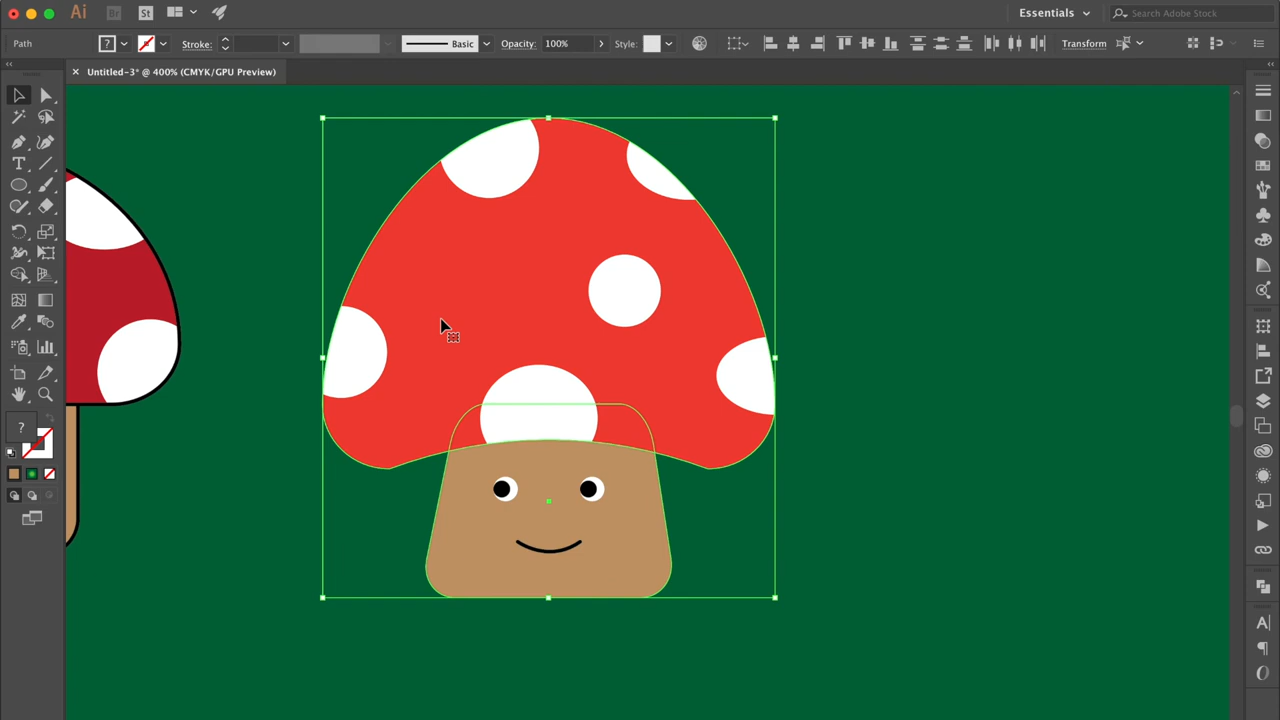 Ai Br St Essentials Search Adobe Stock
Path ? Stroke: Basic Opacity: 100% Style: Transform
Untitled-3* @ 400% (CMYK/GPU Preview)
T
?
A